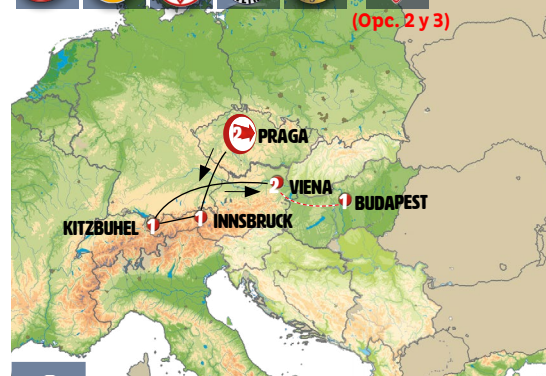 (Opc. 2 y 3)
2 PRAGA
2 VIENA
1 BUDAPEST
KITZBUHEL 1
1 INNSBRUCK